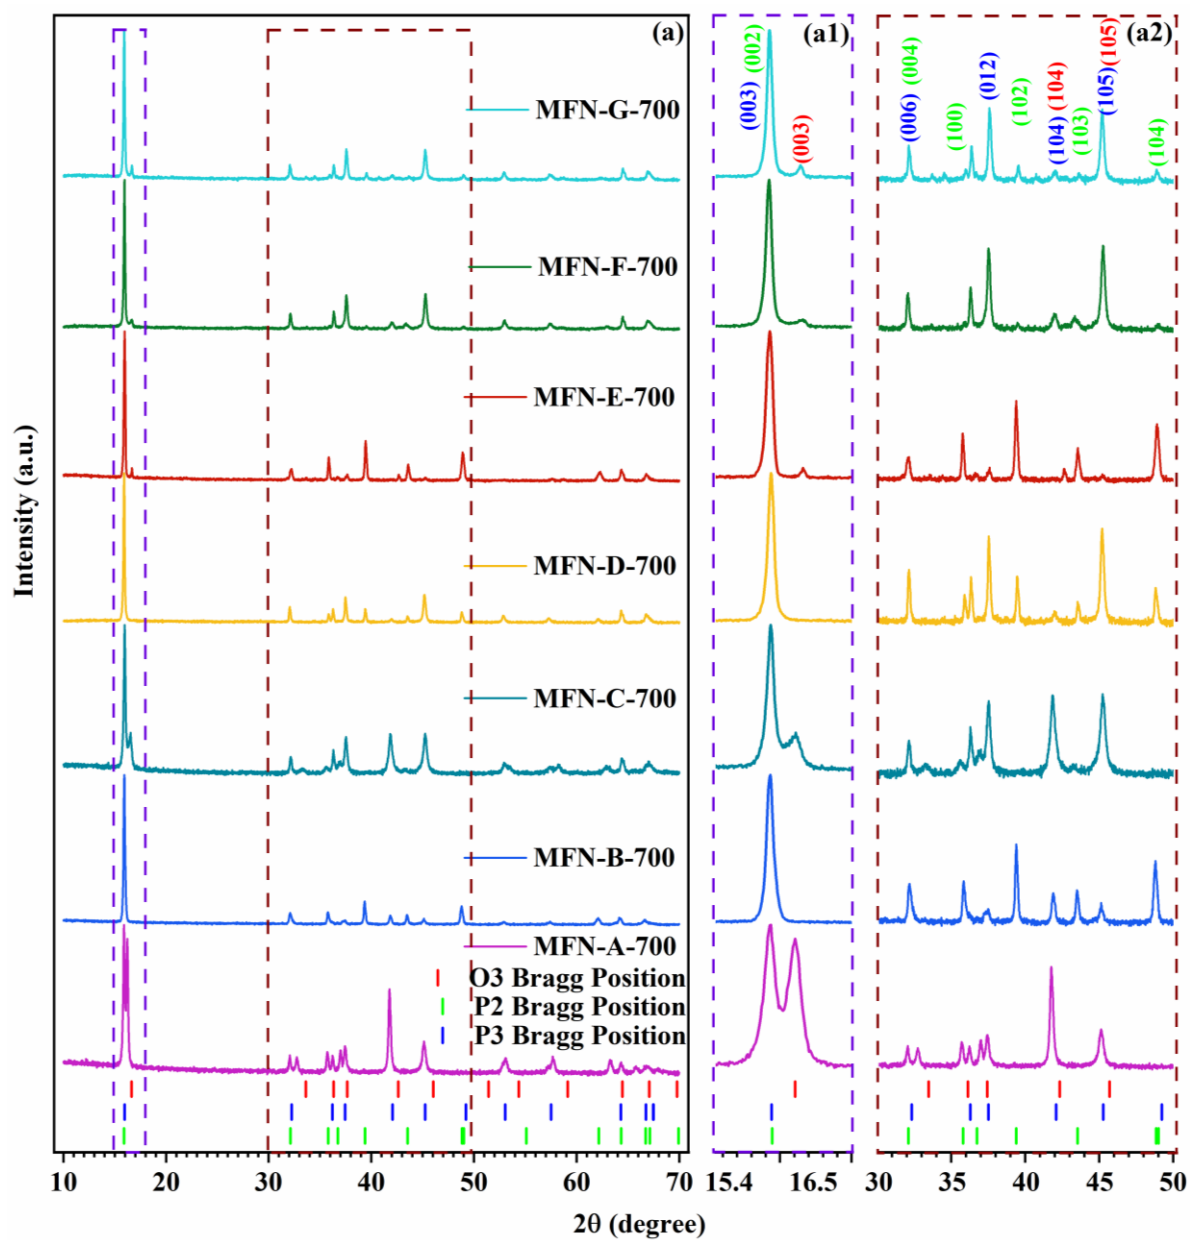 (a)
(a1)
(a2)
(003)
(002)
(003)
(006)
(004)
(100)
(012)
(102)
(104)
(104)
(103)
(105)
(105)
(104)
MFN-G-700
MFN-F-700
MFN-E-700
MFN-D-700
MFN-C-700
MFN-B-700
MFN-A-700
O3 Bragg Position
P2 Bragg Position
P3 Bragg Position
Intensity (a.u.)
10 20 30 40 50 60 70
15.4 16.5
30 35 40 45 50
2θ (degree)